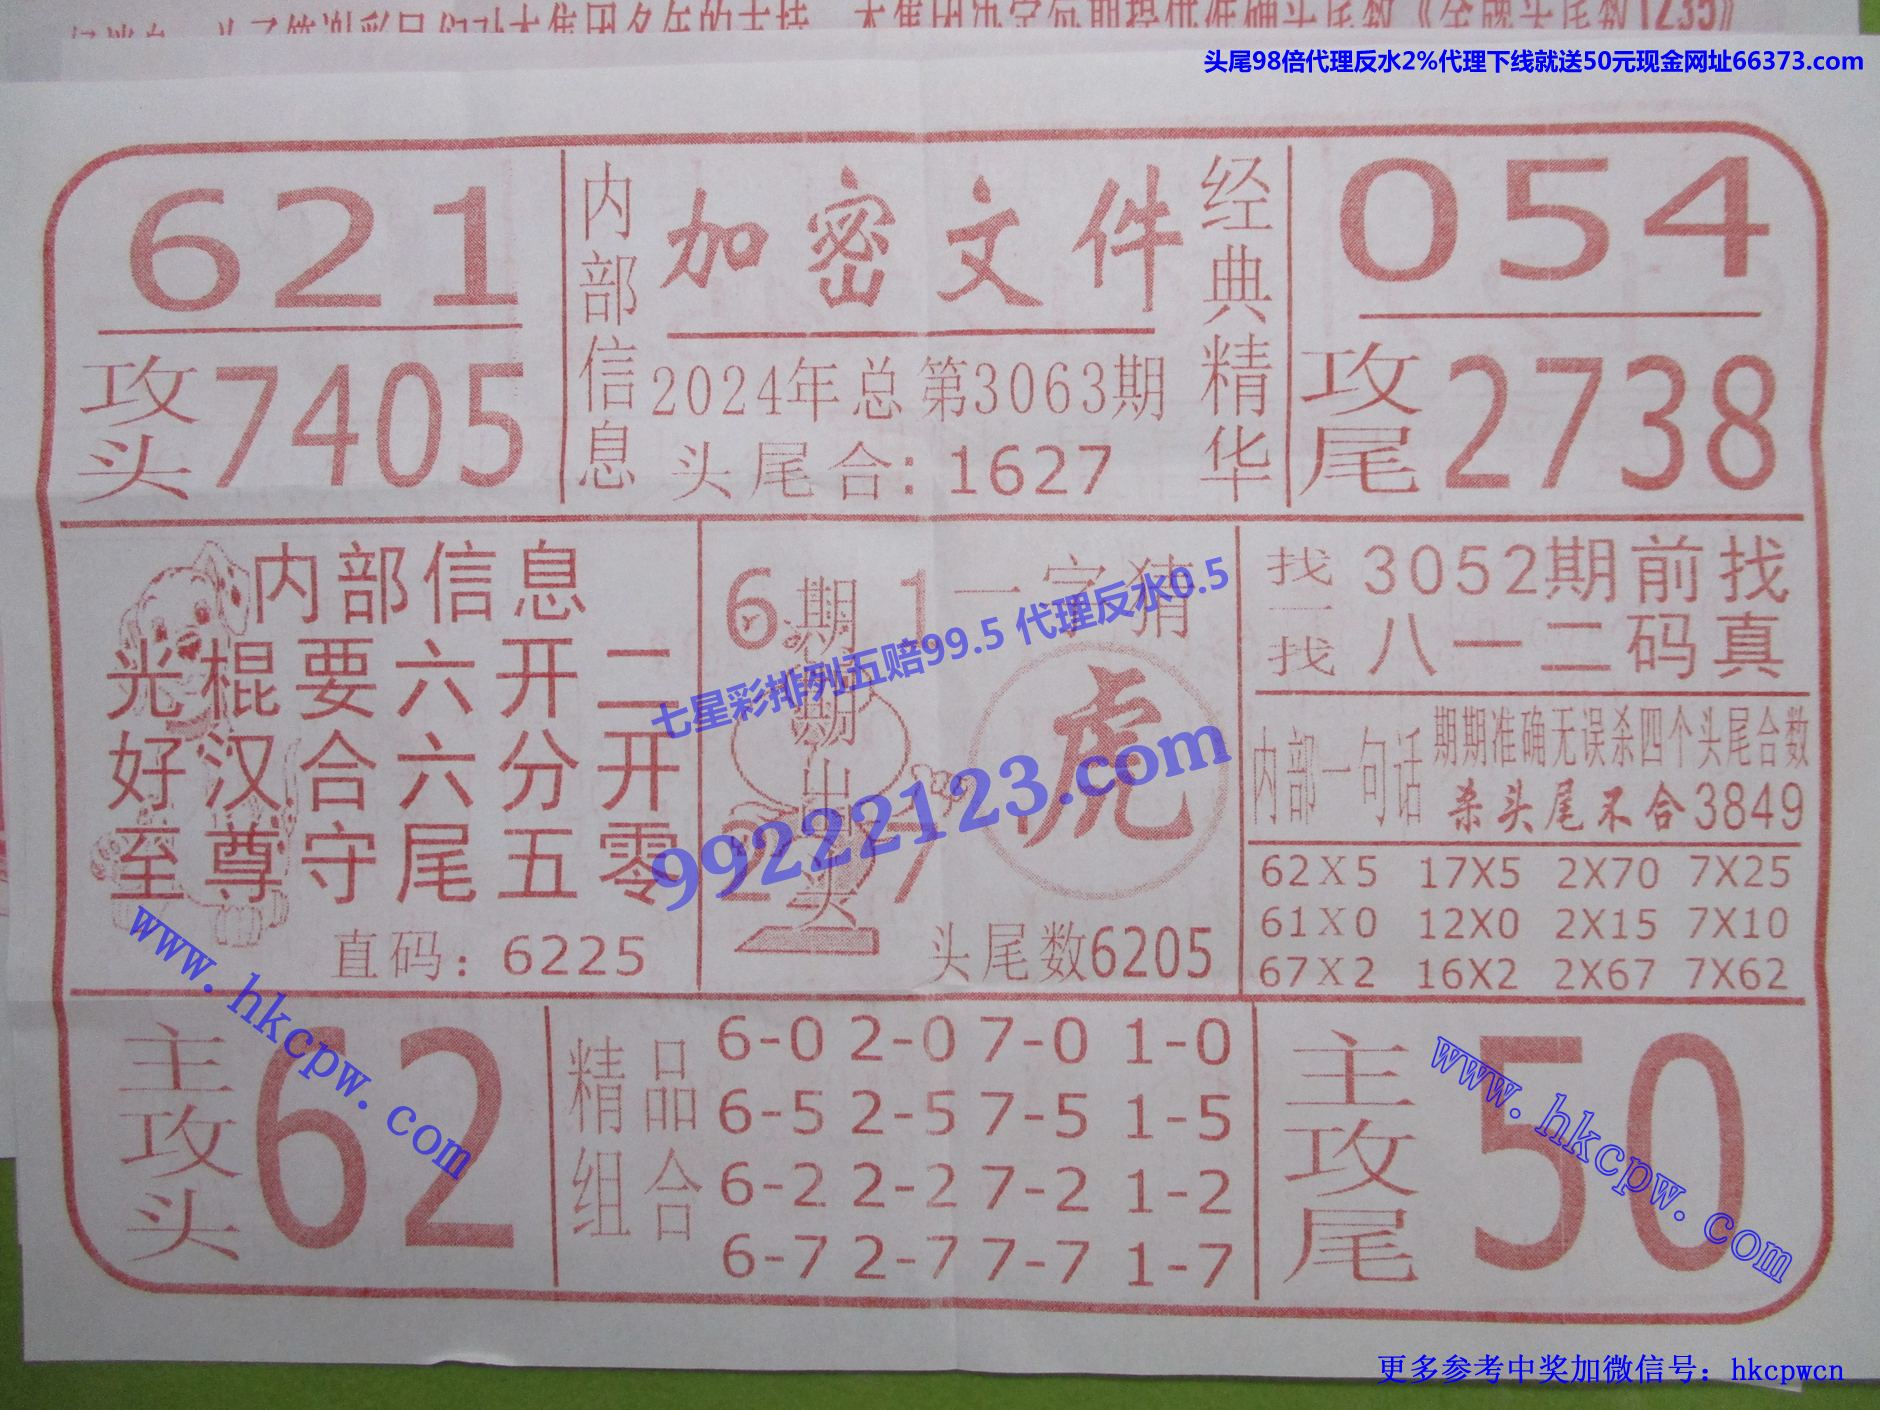 头尾98倍代理反水2%代理下线就送50元现金网址66373.com
621
攻头7405
内部信息
加密文件
2024年总第3063期
头尾合：1627
经典精华
054
攻尾2738
内部信息
光棍要六开二
好汉合六分开
至尊守尾五零
直码：6225
6 1
期期出头
2 7
一字猜
虎
头尾数6205
七星彩排列五赔99.5 代理反水0.5
99222123.com
找一找
3052期前找
八一二码真
内部一句话
期期准确无误杀四个头尾合数
杀头尾不合3849
62X5 17X5 2X70 7X25
61X0 12X0 2X15 7X10
67X2 16X2 2X67 7X62
www.hkcpw.com
主攻头
62
精品组合
6-0 2-0 7-0 1-0
6-5 2-5 7-5 1-5
6-2 2-2 7-2 1-2
6-7 2-7 7-7 1-7
主攻尾
50
www.hkcpw.com
更多参考中奖加微信号：hkcpwcn